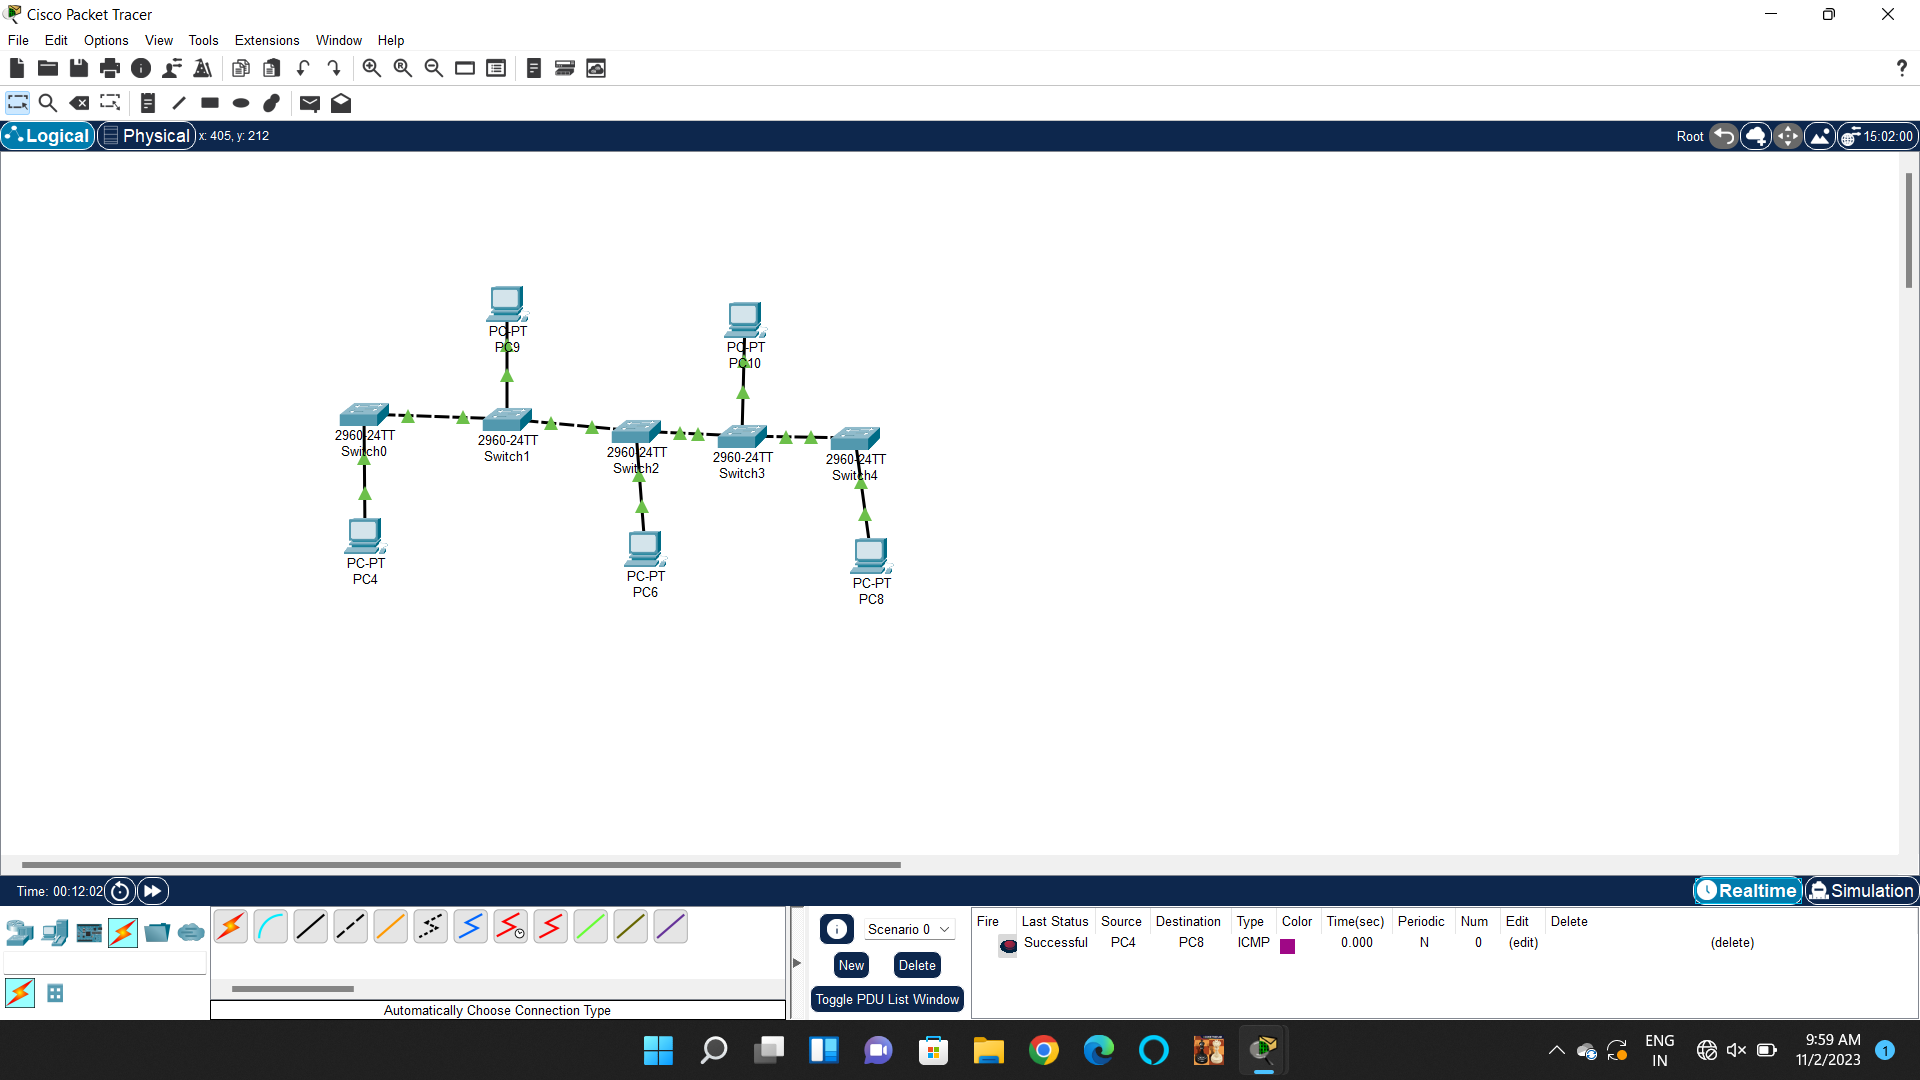 Cisco Packet Tracer
File Edit Options View Tools Extensions Window Help
Logical Physical x: 405, y: 212 Root 15:02:00
PC-PT
PC9
PC-PT
PC10
2960-24TT
Switch0
2960-24TT
Switch1
2960-24TT
Switch2
2960-24TT
Switch3
2960-24TT
Switch4
PC-PT
PC4
PC-PT
PC6
PC-PT
PC8
Time: 00:12:02 Realtime Simulation
Scenario 0
New Delete
Toggle PDU List Window
Fire Last Status Source Destination Type Color Time(sec) Periodic Num Edit Delete
Successful PC4 PC8 ICMP 0.000 N 0 (edit) (delete)
Automatically Choose Connection Type
ENG
IN
9:59 AM
11/2/2023
1